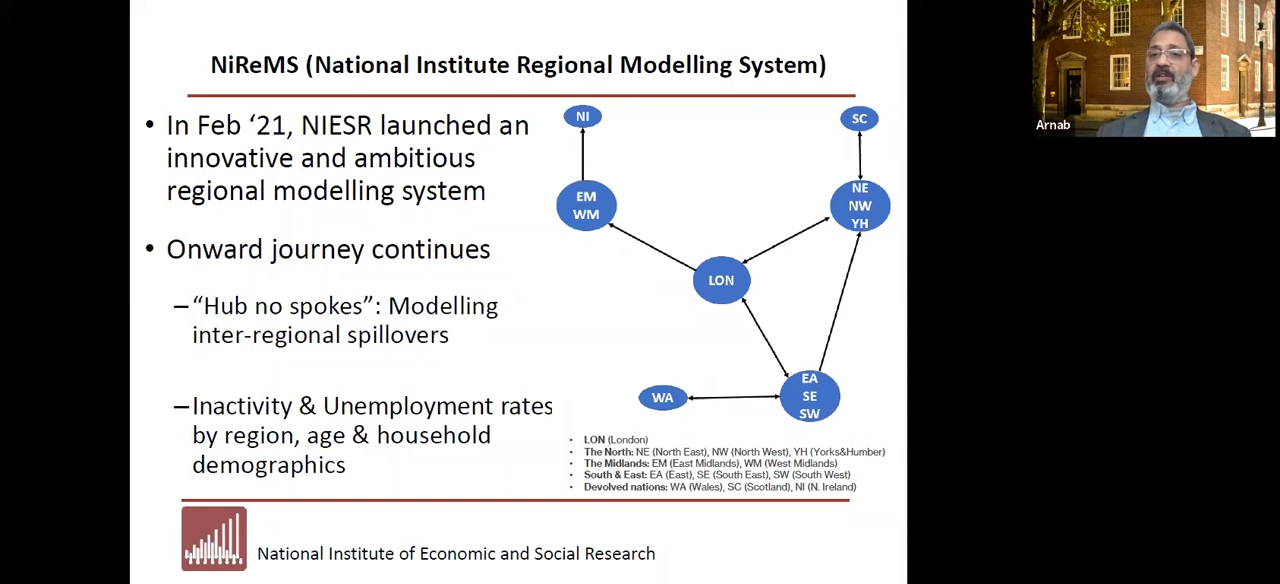 NiReMS (National Institute Regional Modelling System)
• In Feb ‘21, NIESR launched an
innovative and ambitious
regional modelling system
• Onward journey continues
–“Hub no spokes”: Modelling
inter-regional spillovers
–Inactivity & Unemployment rates
by region, age & household
demographics
NI
SC
EM
WM
NE
NW
YH
LON
WA
EA
SE
SW
• LON (London)
• The North: NE (North East), NW (North West), YH (Yorks&Humber)
• The Midlands: EM (East Midlands), WM (West Midlands)
• South & East: EA (East), SE (South East), SW (South West)
• Devolved nations: WA (Wales), SC (Scotland), NI (N. Ireland)
National Institute of Economic and Social Research
Arnab